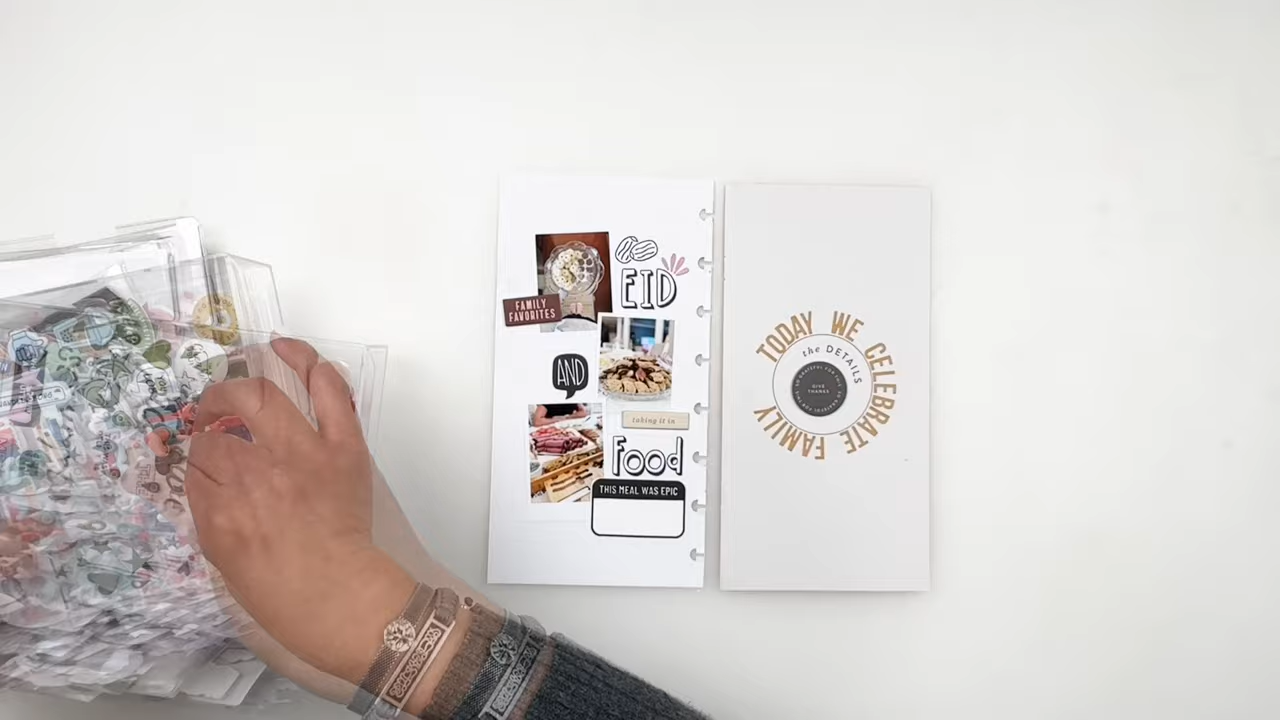 EID
FAMILY
FAVORITES
AND
taking it in
Food
THIS MEAL WAS EPIC
TODAY WE CELEBRATE FAMILY
the DETAILS
GIVE
THANKS